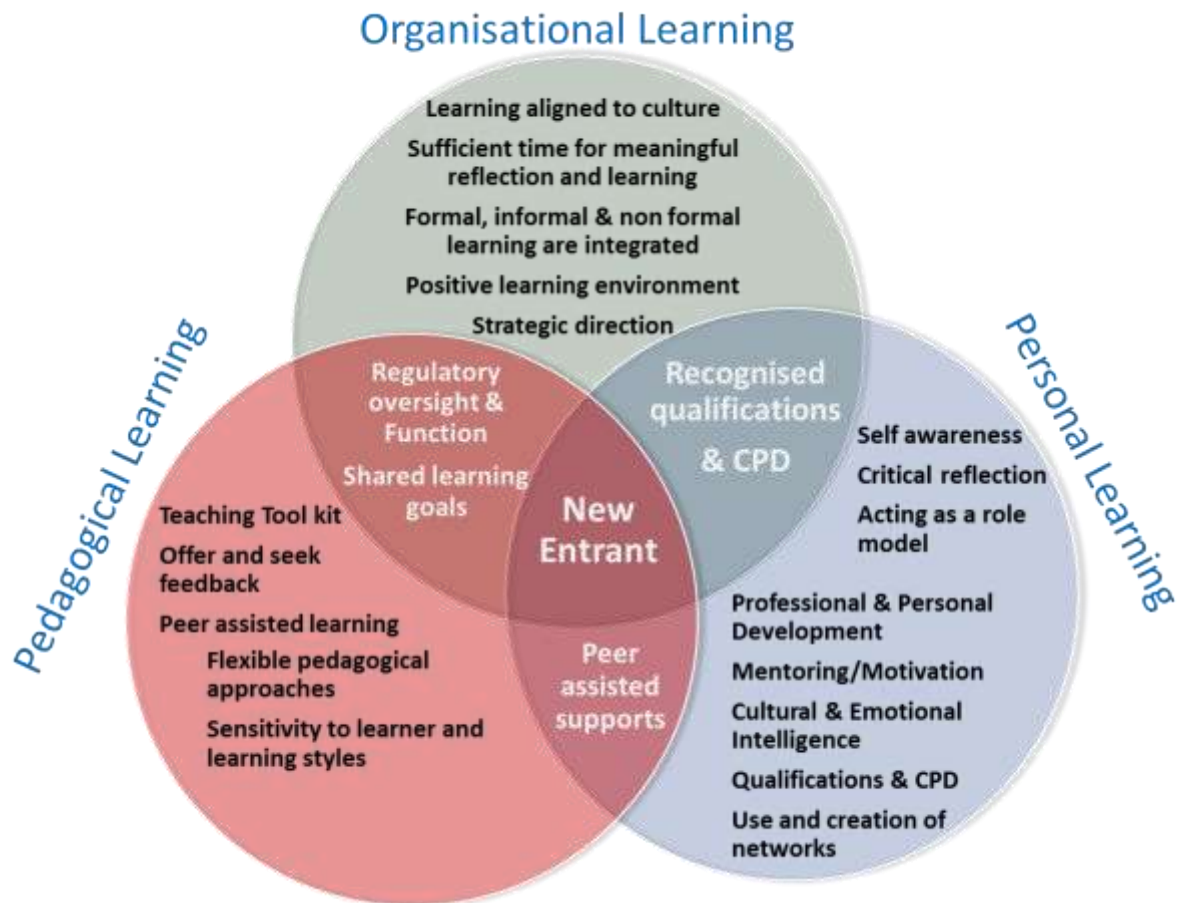 Organisational Learning
Learning aligned to culture
Sufficient time for meaningful
reflection and learning
Formal, informal & non formal
learning are integrated
Positive learning environment
Strategic direction
Pedagogical Learning
Personal Learning
Regulatory
oversight &
Function
Shared learning
goals
Recognised
qualifications
& CPD
New
Entrant
Peer
assisted
supports
Teaching Tool kit
Offer and seek
feedback
Peer assisted learning
Flexible pedagogical
approaches
Sensitivity to learner and
learning styles
Self awareness
Critical reflection
Acting as a role
model
Professional & Personal
Development
Mentoring/Motivation
Cultural & Emotional
Intelligence
Qualifications & CPD
Use and creation of
networks